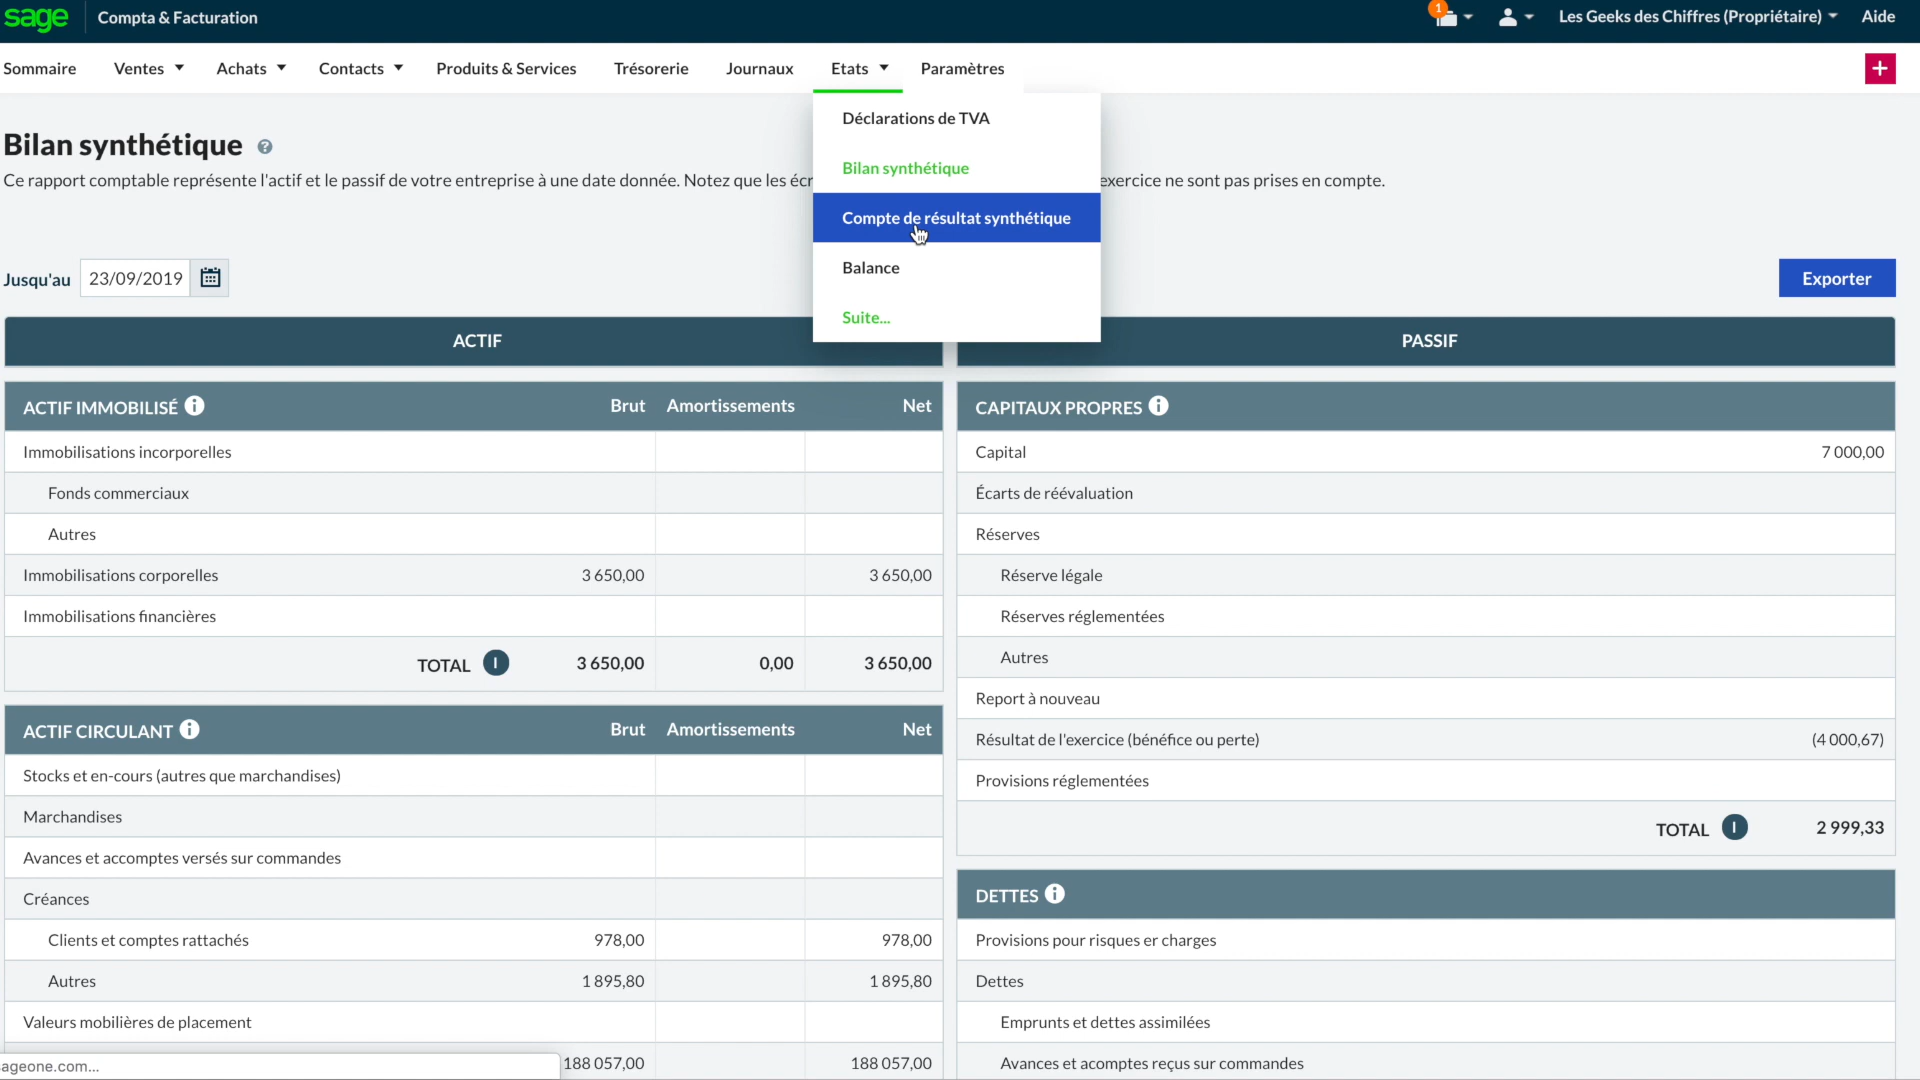 sage Compta & Facturation 1 Les Geeks des Chiffres (Propriétaire) Aide
Sommaire Ventes Achats Contacts Produits & Services Trésorerie Journaux Etats Paramètres +
Déclarations de TVA
Bilan synthétique
Compte de résultat synthétique
Balance
Suite...
Bilan synthétique ?
Ce rapport comptable représente l'actif et le passif de votre entreprise à une date donnée. Notez que les écr exercice ne sont pas prises en compte.
Jusqu'au 23/09/2019 Exporter
ACTIF
ACTIF IMMOBILISÉ i Brut Amortissements Net
Immobilisations incorporelles
Fonds commerciaux
Autres
Immobilisations corporelles 3 650,00 3 650,00
Immobilisations financières
TOTAL I 3 650,00 0,00 3 650,00
ACTIF CIRCULANT i Brut Amortissements Net
Stocks et en-cours (autres que marchandises)
Marchandises
Avances et accomptes versés sur commandes
Créances
Clients et comptes rattachés 978,00 978,00
Autres 1 895,80 1 895,80
Valeurs mobilières de placement
188 057,00 188 057,00
PASSIF
CAPITAUX PROPRES i
Capital 7 000,00
Écarts de réévaluation
Réserves
Réserve légale
Réserves réglementées
Autres
Report à nouveau
Résultat de l'exercice (bénéfice ou perte) (4 000,67)
Provisions réglementées
TOTAL I 2 999,33
DETTES i
Provisions pour risques er charges
Dettes
Emprunts et dettes assimilées
Avances et acomptes reçus sur commandes
ageone.com...